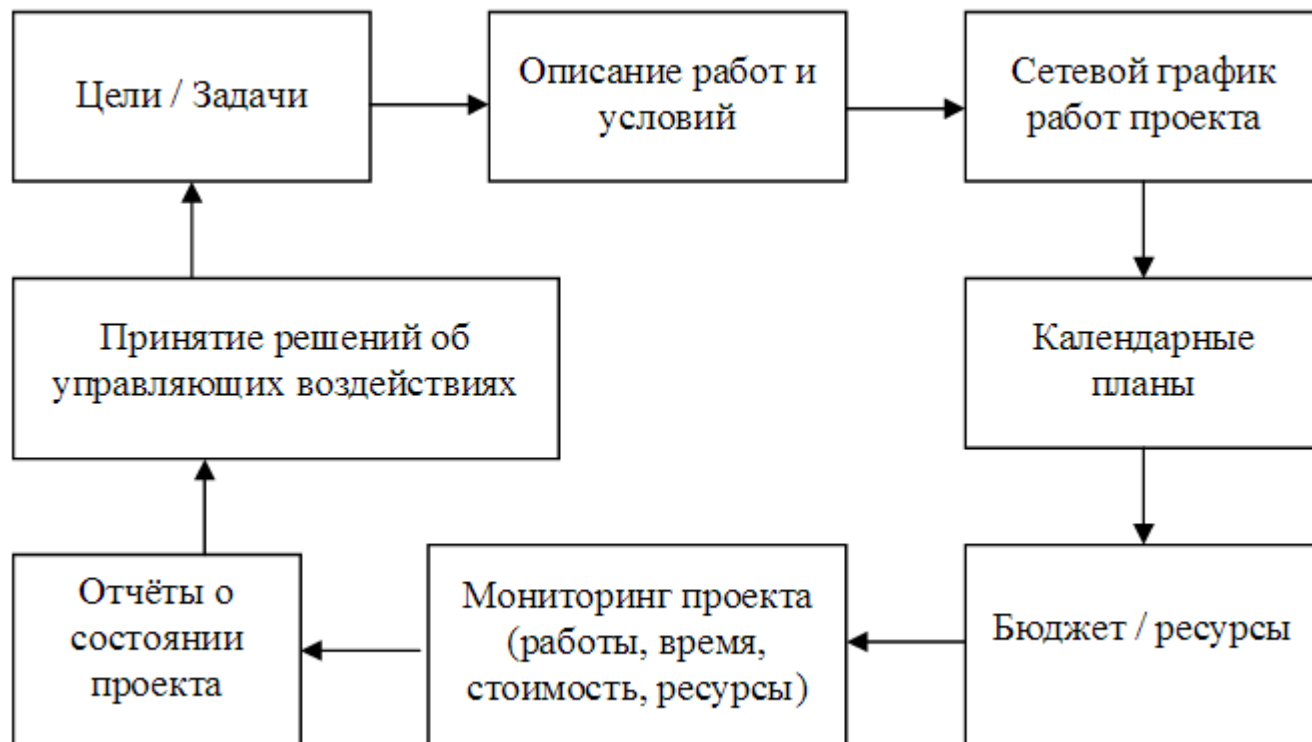 Цели / Задачи
Описание работ и
условий
Сетевой график
работ проекта
Принятие решений об
управляющих воздействиях
Календарные
планы
Отчёты о
состоянии
проекта
Мониторинг проекта
(работы, время,
стоимость, ресурсы)
Бюджет / ресурсы